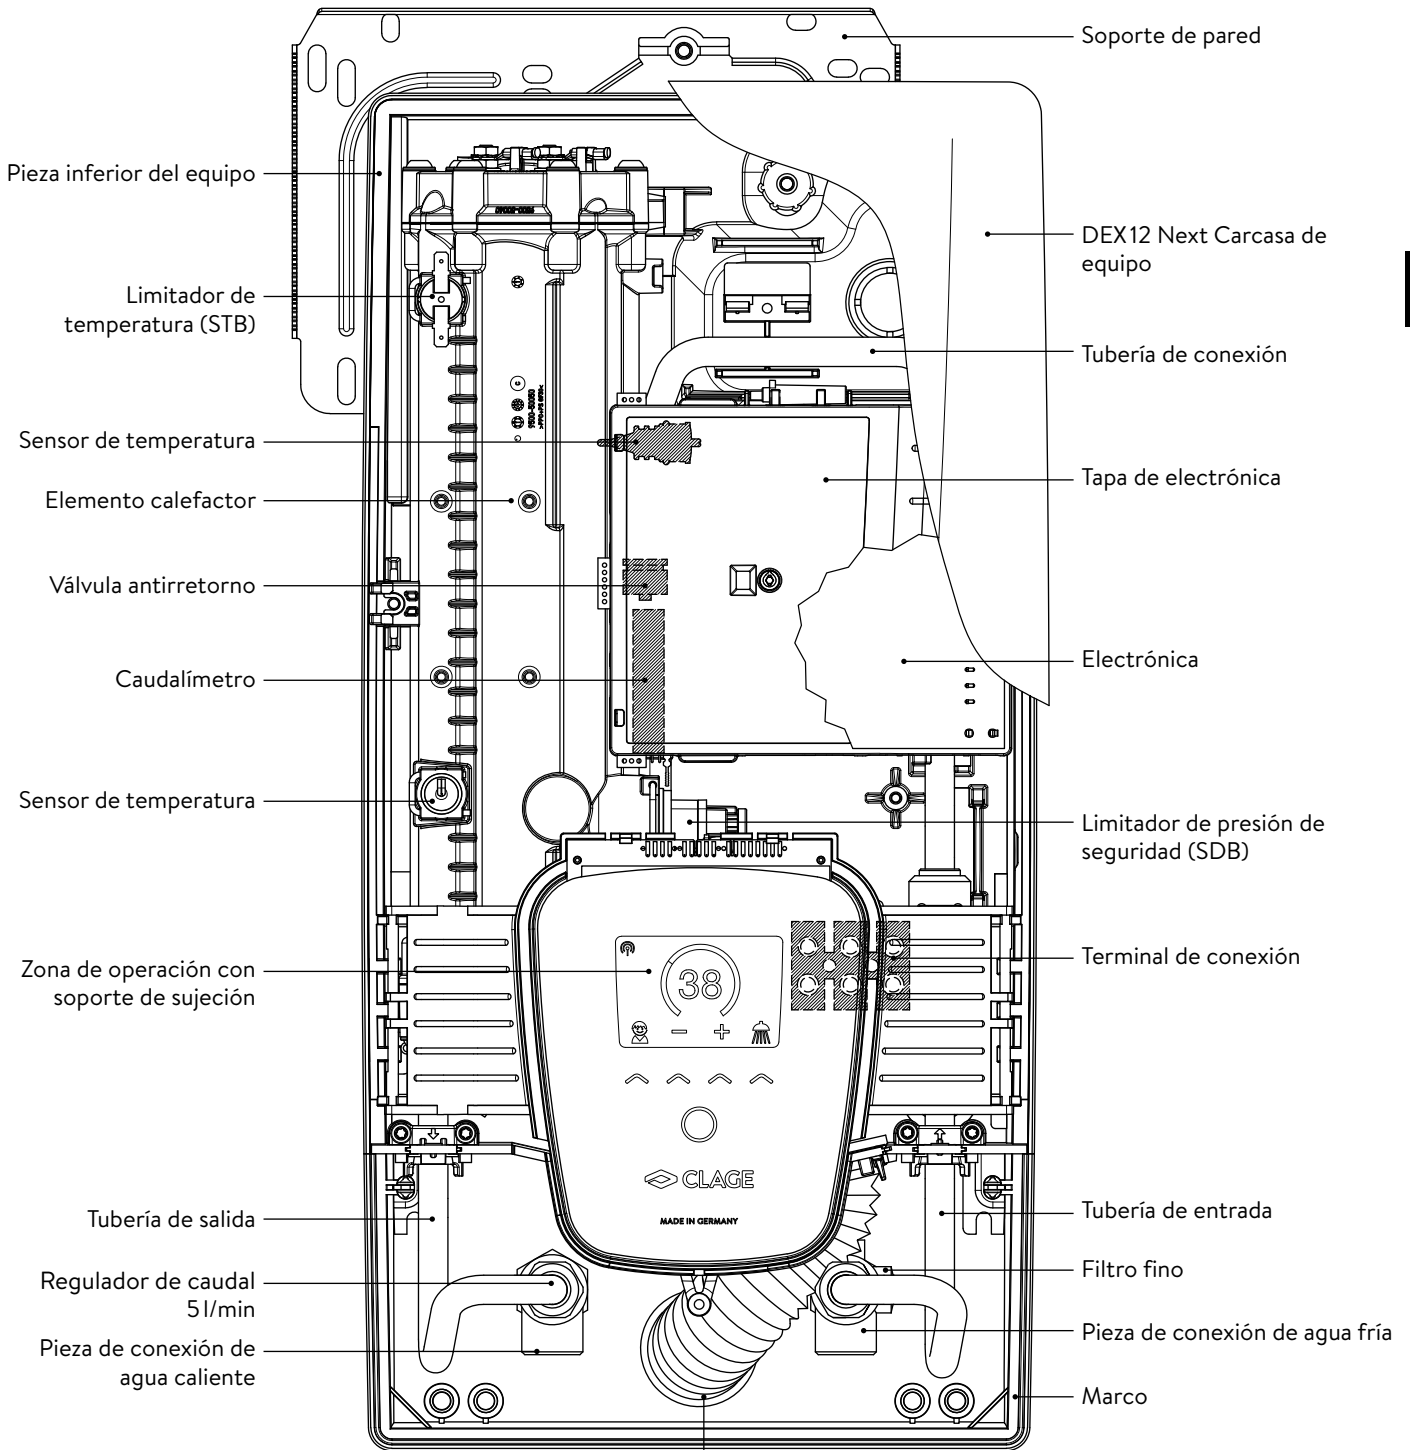 Soporte de pared
Pieza inferior del equipo
DEX12 Next Carcasa de
equipo
Limitador de
temperatura (STB)
Tubería de conexión
Sensor de temperatura
Tapa de electrónica
Elemento calefactor
Válvula antirretorno
Electrónica
Caudalímetro
Sensor de temperatura
Limitador de presión de
seguridad (SDB)
Terminal de conexión
Zona de operación con
soporte de sujeción
38
CLAGE
MADE IN GERMANY
Tubería de salida
Tubería de entrada
Filtro fino
Regulador de caudal
5 l/min
Pieza de conexión de agua fría
Pieza de conexión de
agua caliente
Marco